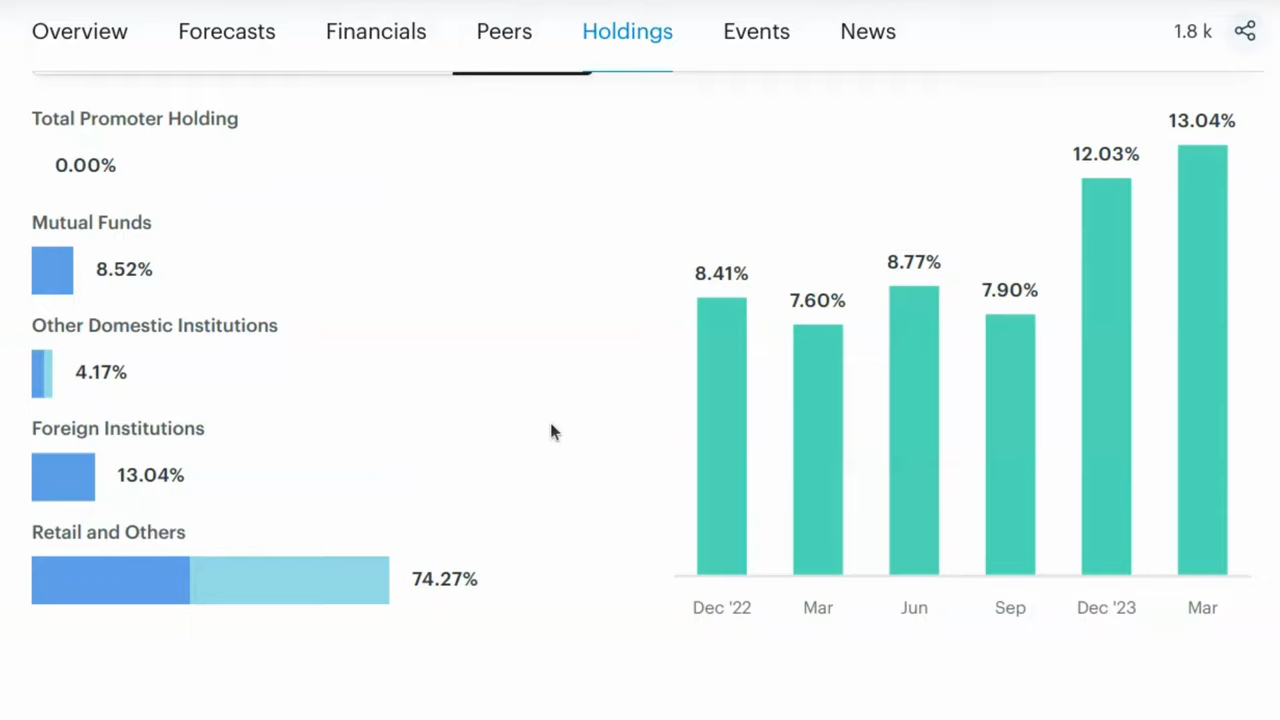 Overview Forecasts Financials Peers Holdings Events News 1.8 k
Total Promoter Holding
0.00%
Mutual Funds
8.52%
Other Domestic Institutions
4.17%
Foreign Institutions
13.04%
Retail and Others
74.27%
8.41% 7.60% 8.77% 7.90% 12.03% 13.04%
Dec '22 Mar Jun Sep Dec '23 Mar